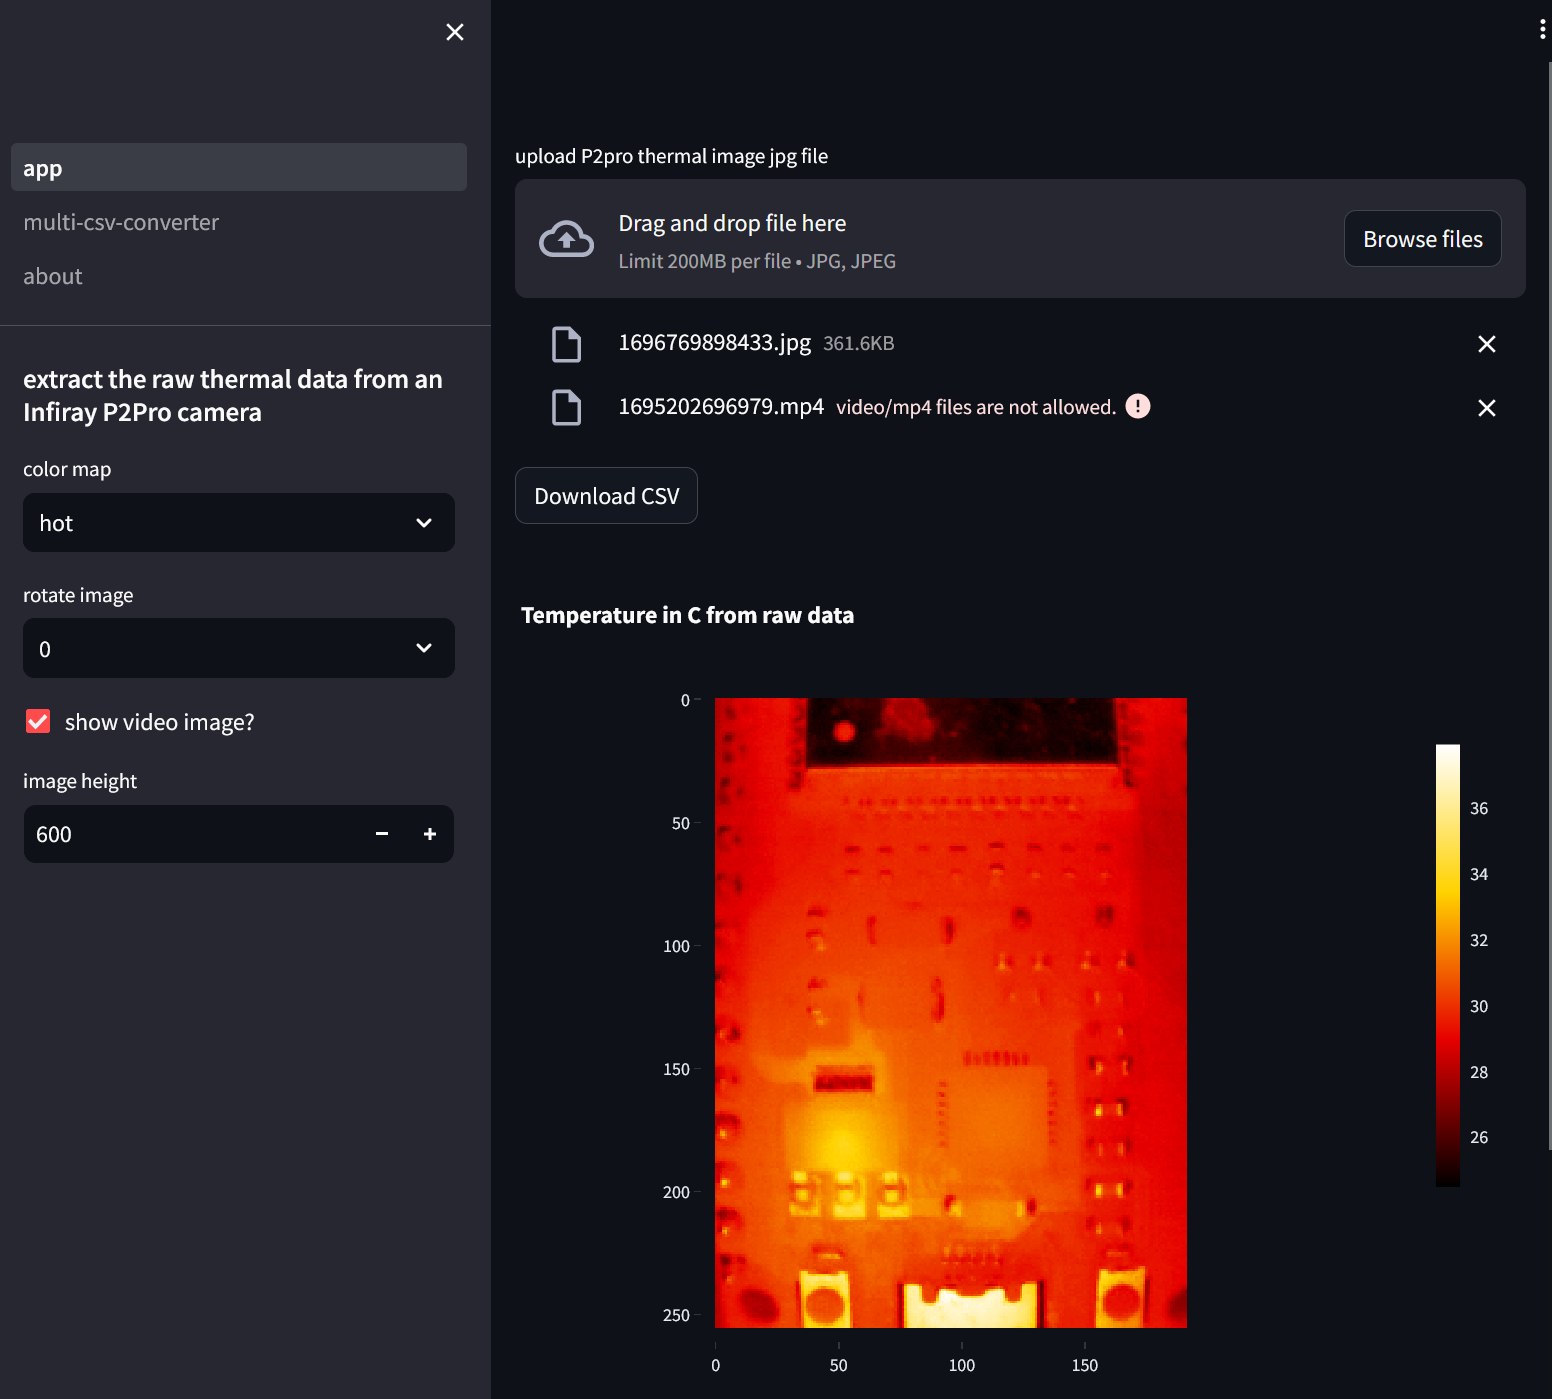 app
multi-csv-converter
about
extract the raw thermal data from an
Infiray P2Pro camera
color map
hot
rotate image
0
show video image?
image height
600
upload P2pro thermal image jpg file
Drag and drop file here
Limit 200MB per file • JPG, JPEG
Browse files
1696769898433.jpg 361.6KB
1695202696979.mp4 video/mp4 files are not allowed.
Download CSV
Temperature in C from raw data
0
50
100
150
200
250
0
50
100
150
36
34
32
30
28
26